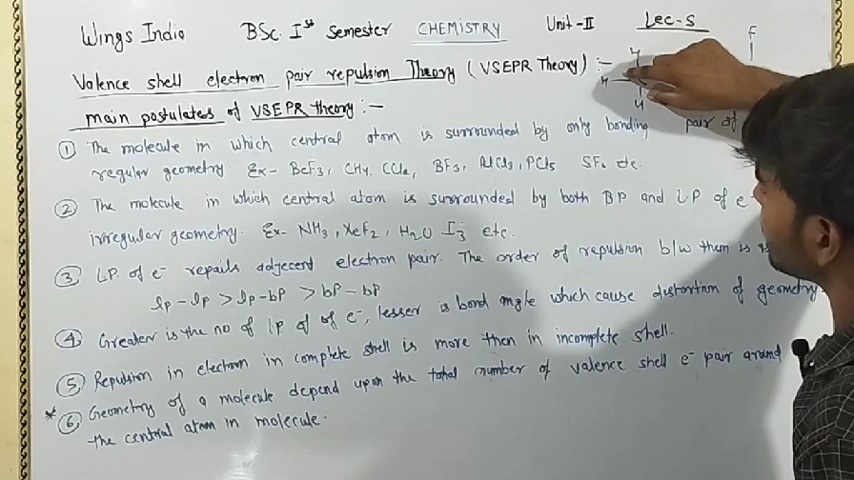 Wings India BSc. Ist Semester CHEMISTRY Unit-II Lec-5
Valence shell electron pair repulsion Theory (VSEPR Theory) :-
main postulates of VSEPR theory :-
① The molecule in which central atom is surrounded by only bonding pair of
regular geometry Ex- BeF3, CH4, CCl4, BF3, PCl5 SF6 etc.
② The molecule in which central atom is surrounded by both BP and LP of e-
irregular geometry. Ex- NH3, XeF2, H2O I3- etc.
③ LP. of e- repails adjecent electron pair. The order of repulsion b/w them is
lp - lp > lp - bp > bp - bp
④ Greater is the no of lp of of e-, lesser is bond angle which cause distortion of geometry
⑤ Repulsion in electron in complete shell is more then in incomplete shell.
* ⑥ Geometry of a molecule depend upon the total number of valence shell e- pair around
the central atom in molecule.
F
H
H